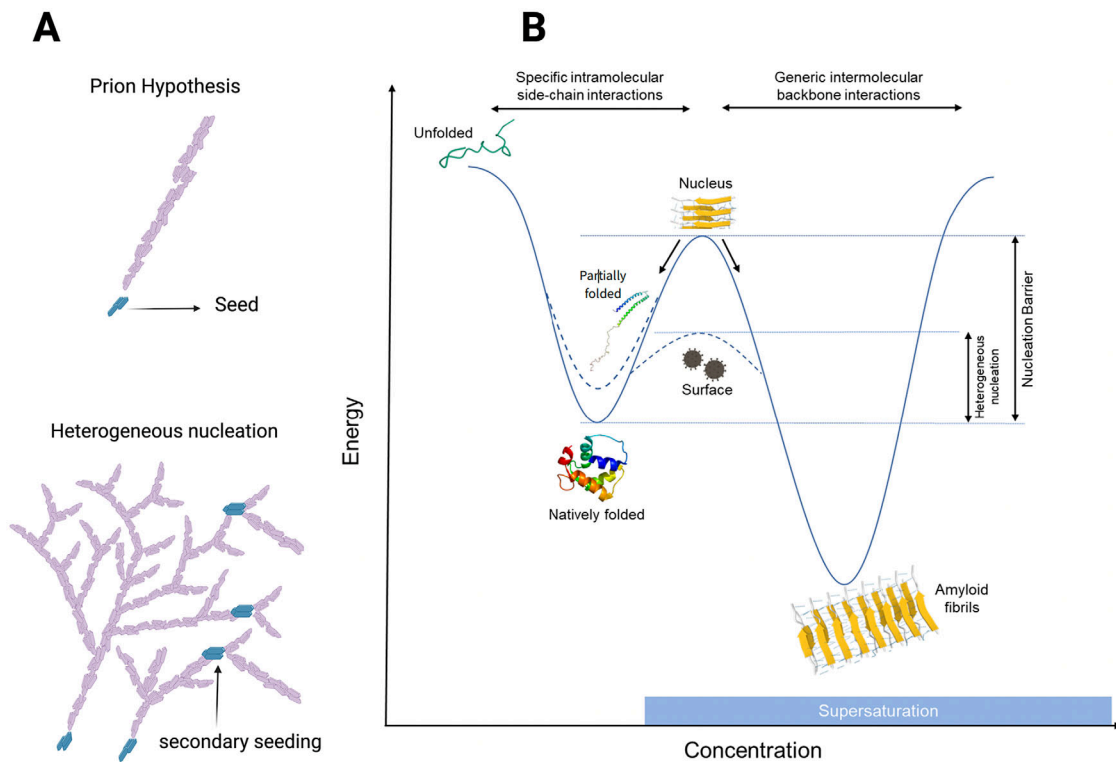 A
Prion Hypothesis
Seed
Heterogeneous nucleation
secondary seeding
B
Specific intramolecular
side-chain interactions
Generic intermolecular
backbone interactions
Unfolded
Nucleus
Partially
folded
Surface
Natively folded
Amyloid
fibrils
Heterogeneous
nucleation
Nucleation Barrier
Energy
Supersaturation
Concentration